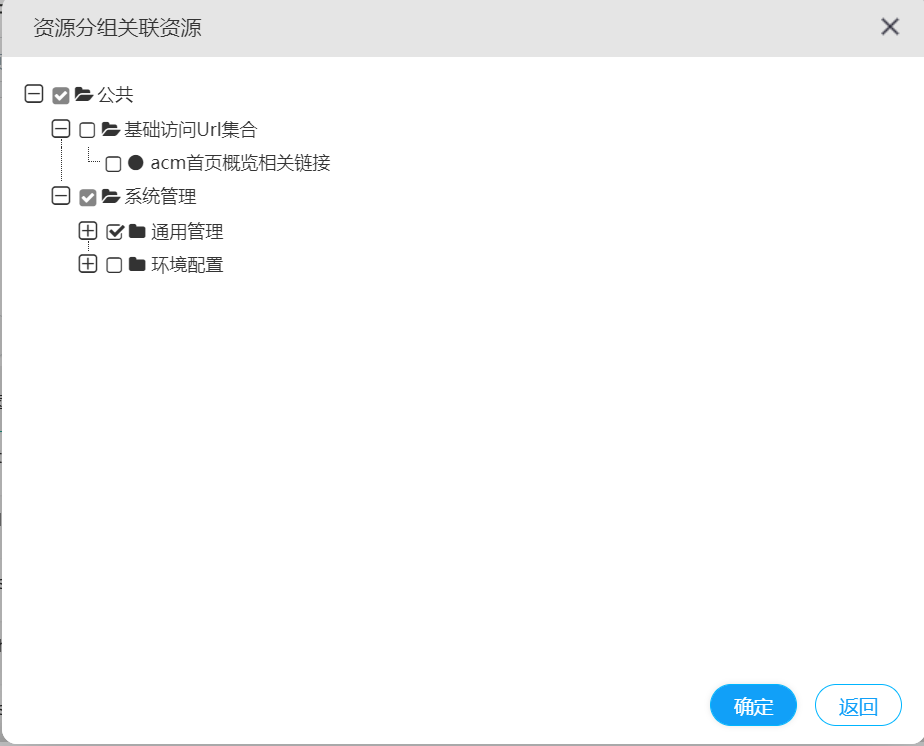 资源分组关联资源
公共
基础访问Url集合
acm首页概览相关链接
系统管理
通用管理
环境配置
确定
返回